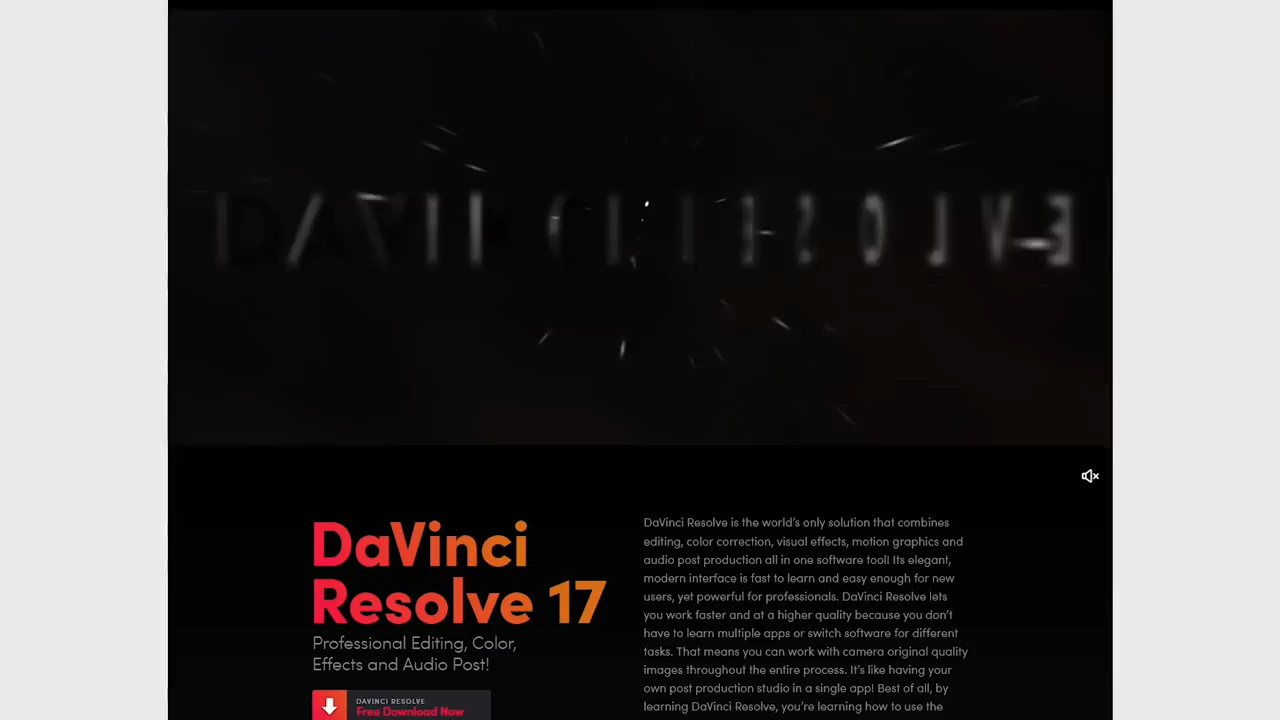 DAVINCI RESOLVE
DaVinci
Resolve 17
Professional Editing, Color,
Effects and Audio Post!
DAVINCI RESOLVE
Free Download Now
DaVinci Resolve is the world's only solution that combines
editing, color correction, visual effects, motion graphics and
audio post production all in one software tool! Its elegant,
modern interface is fast to learn and easy enough for new
users, yet powerful for professionals. DaVinci Resolve lets
you work faster and at a higher quality because you don't
have to learn multiple apps or switch software for different
tasks. That means you can work with camera original quality
images throughout the entire process. It's like having your
own post production studio in a single app! Best of all, by
learning DaVinci Resolve, you're learning how to use the